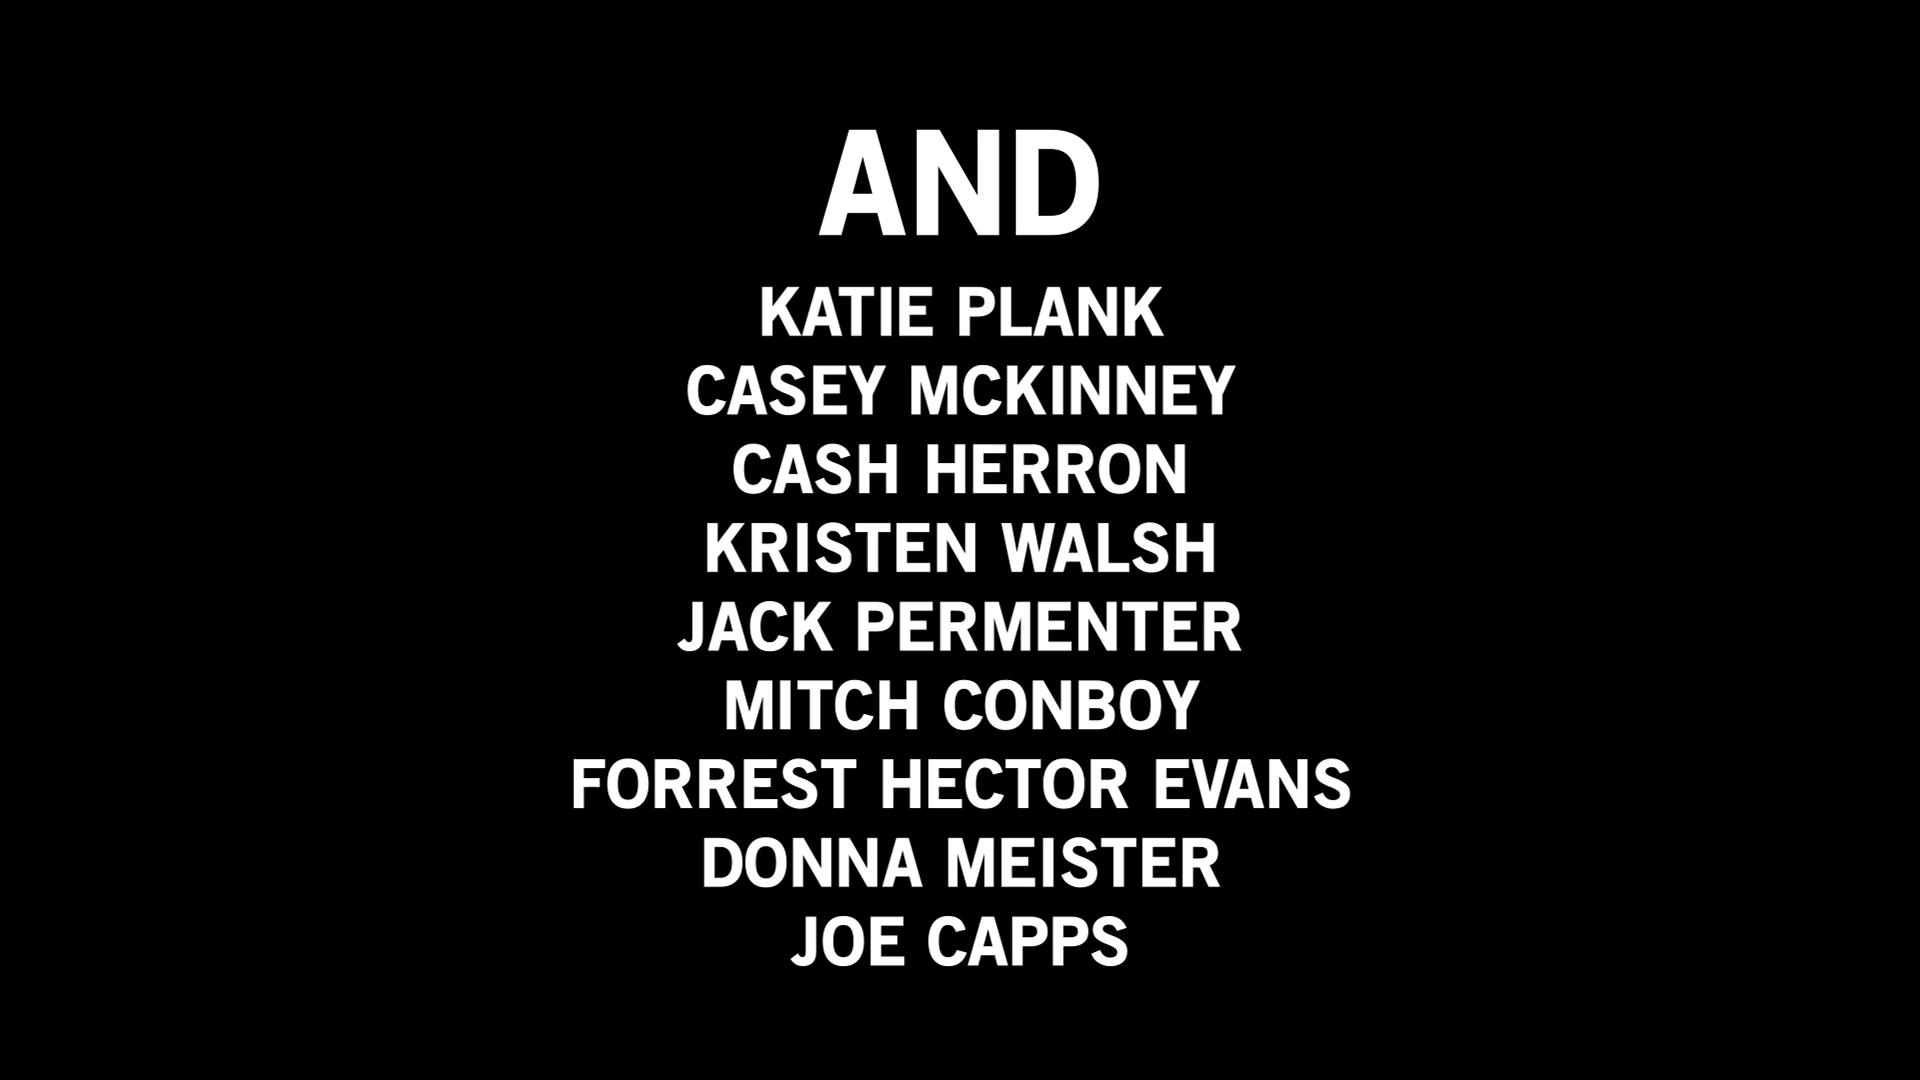 AND
KATIE PLANK
CASEY MCKINNEY
CASH HERRON
KRISTEN WALSH
JACK PERMENTER
MITCH CONBOY
FORREST HECTOR EVANS
DONNA MEISTER
JOE CAPPS